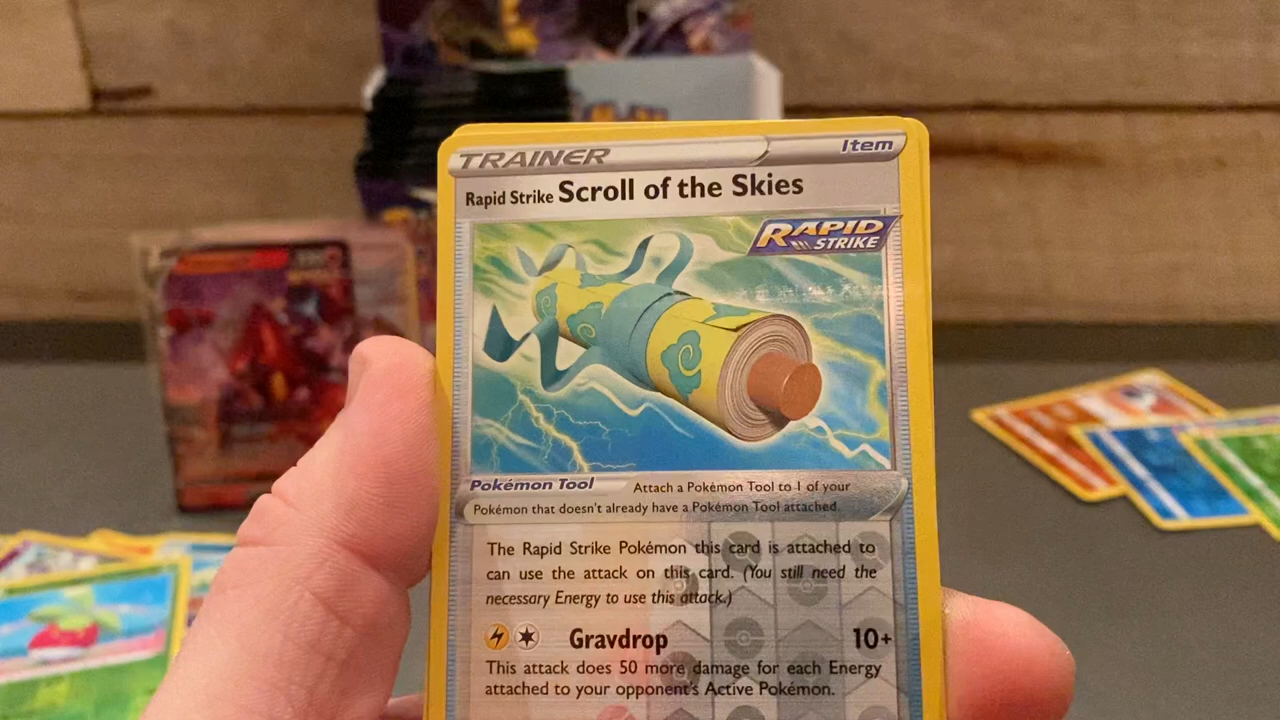 TRAINER
Item
Rapid Strike Scroll of the Skies
RAPID
STRIKE
Pokémon Tool Attach a Pokémon Tool to 1 of your
Pokémon that doesn't already have a Pokémon Tool attached.
The Rapid Strike Pokémon this card is attached to
can use the attack on this card. (You still need the
necessary Energy to use this attack.)
Gravdrop 10+
This attack does 50 more damage for each Energy
attached to your opponent's Active Pokémon.